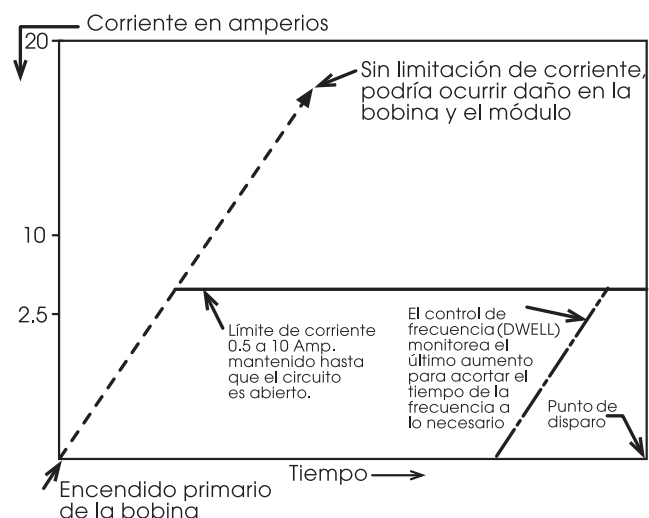 Corriente en amperios
20
Sin limitación de corriente,
podría ocurrir daño en la
bobina y el módulo
10
2.5
Límite de corriente
0.5 a 10 Amp.
mantenido hasta
que el circuito
es abierto.
El control de
frecuencia (DWELL)
monitorea el
último aumento
para acortar el
tiempo de la
frecuencia a
lo necesario
Punto de
disparo
Tiempo
Encendido primario
de la bobina